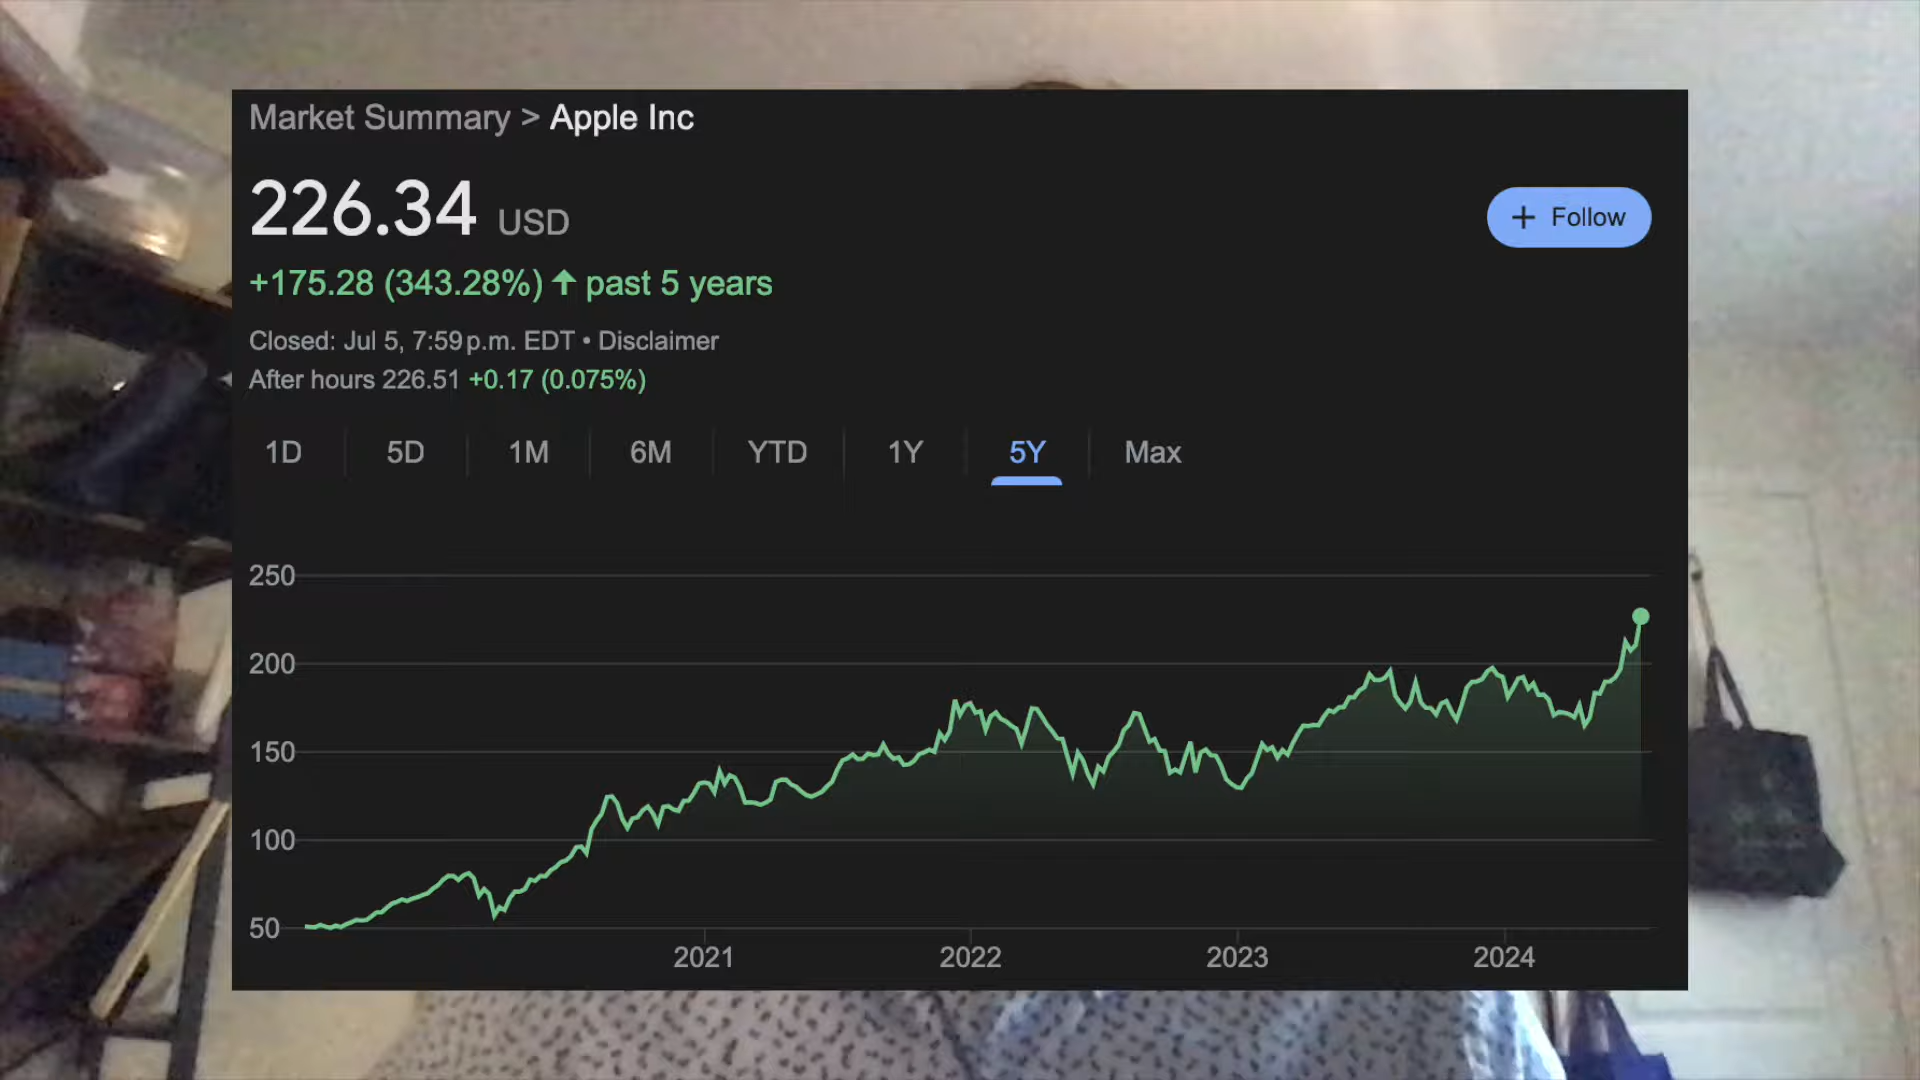 Market Summary > Apple Inc
226.34 USD
+ Follow
+175.28 (343.28%) ↑ past 5 years
Closed: Jul 5, 7:59 p.m. EDT • Disclaimer
After hours 226.51 +0.17 (0.075%)
1D 5D 1M 6M YTD 1Y 5Y Max
250
200
150
100
50
2021 2022 2023 2024